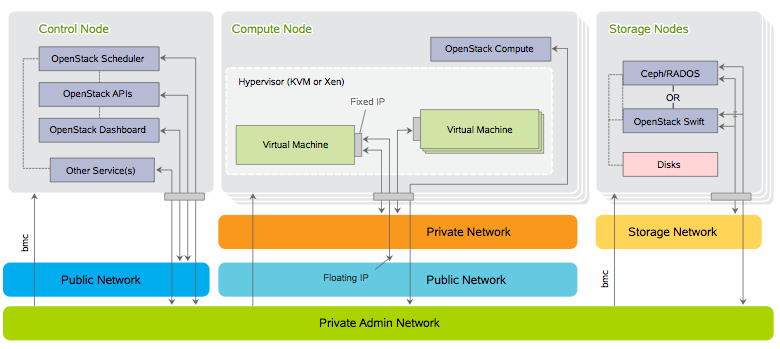 Control Node
Compute Node
Storage Nodes
OpenStack Scheduler
OpenStack APIs
OpenStack Dashboard
Other Service(s)
OpenStack Compute
Hypervisor (KVM or Xen)
Fixed IP
Virtual Machine
Virtual Machine
Ceph/RADOS
OR
OpenStack Swift
Disks
bmc
Private Network
Storage Network
Public Network
Floating IP
Public Network
bmc
Private Admin Network